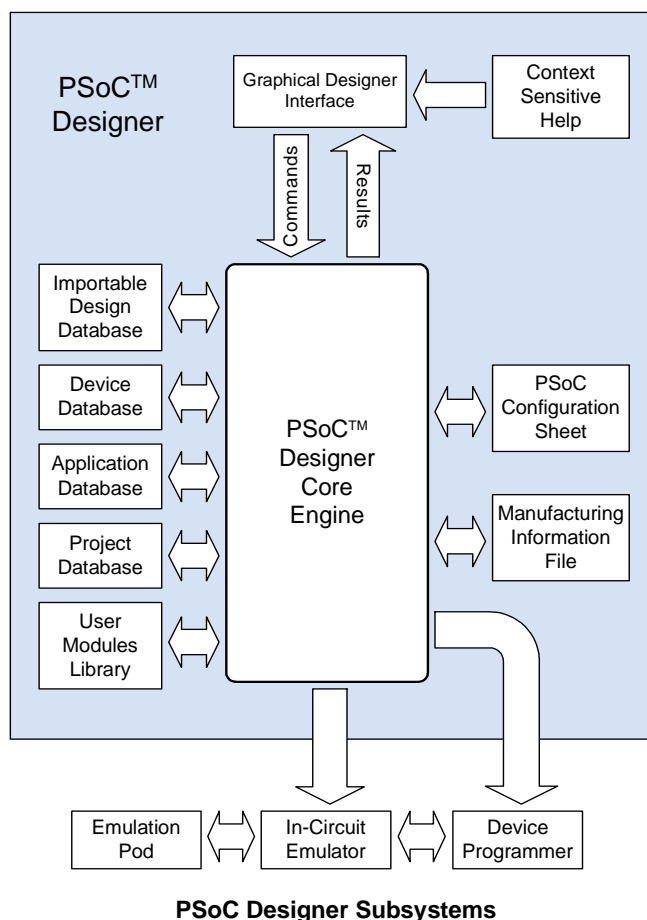 PSoC™
Designer
Graphical Designer
Interface
Context
Sensitive
Help
Commands
Results
Importable
Design
Database
Device
Database
Application
Database
Project
Database
User
Modules
Library
PSoC™
Designer
Core
Engine
PSoC
Configuration
Sheet
Manufacturing
Information
File
Emulation
Pod
In-Circuit
Emulator
Device
Programmer
PSoC Designer Subsystems